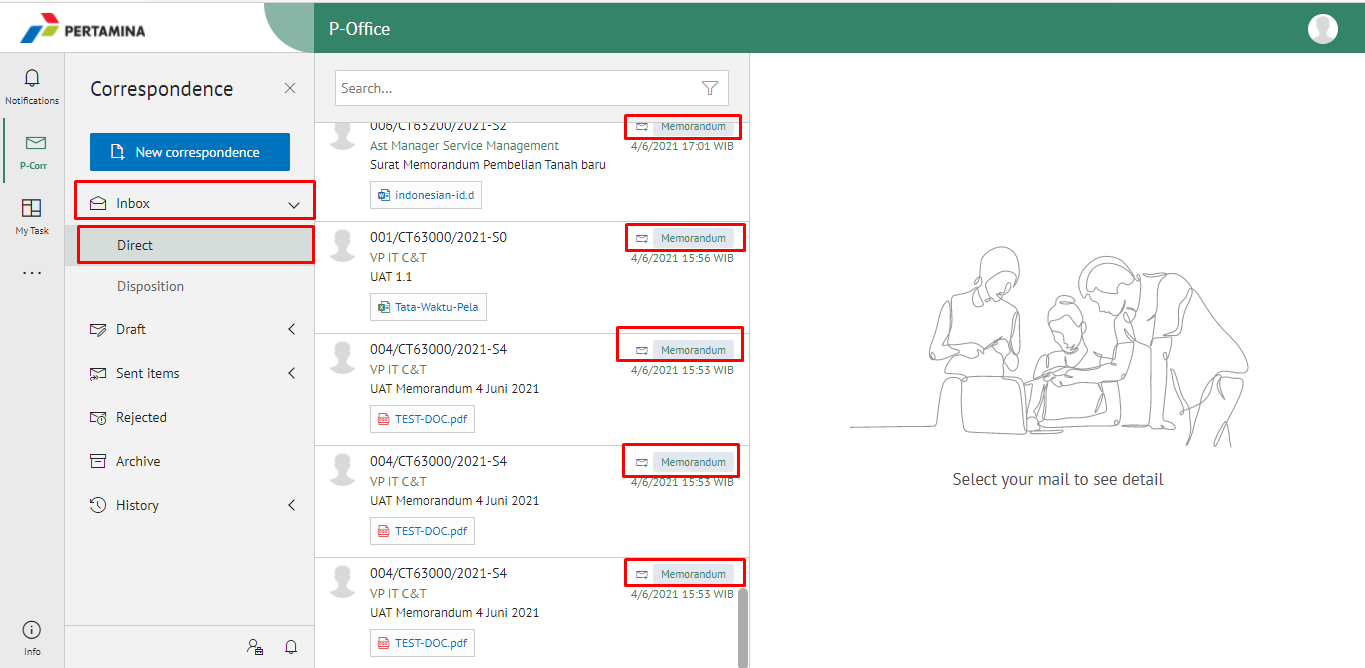 PERTAMINA
P-Office
Notifications
P-Corr
My Task
Info
Correspondence
New correspondence
Inbox
Direct
Disposition
Draft
Sent items
Rejected
Archive
History
Search...
006/CT63200/2021-S2
Memorandum
Ast Manager Service Management
4/6/2021 17:01 WIB
Surat Memorandum Pembelian Tanah baru
indonesian-id.d
001/CT63000/2021-S0
Memorandum
VP IT C&T
4/6/2021 15:56 WIB
UAT 1.1
Tata-Waktu-Pela
004/CT63000/2021-S4
Memorandum
VP IT C&T
4/6/2021 15:53 WIB
UAT Memorandum 4 Juni 2021
TEST-DOC.pdf
004/CT63000/2021-S4
Memorandum
VP IT C&T
4/6/2021 15:53 WIB
UAT Memorandum 4 Juni 2021
TEST-DOC.pdf
004/CT63000/2021-S4
Memorandum
VP IT C&T
4/6/2021 15:53 WIB
UAT Memorandum 4 Juni 2021
TEST-DOC.pdf
Select your mail to see detail